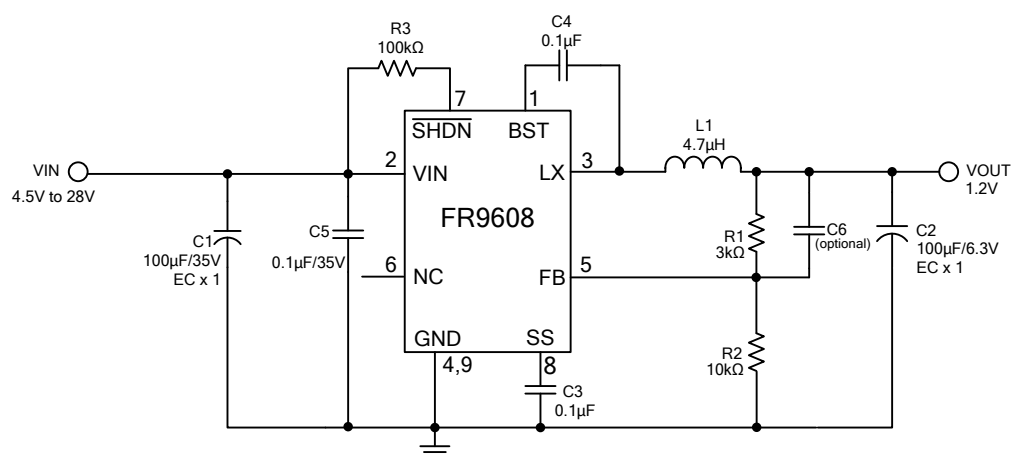 R3
100kΩ
C4
0.1µF
7
1
SHDN
BST
L1
4.7µH
VIN
4.5V to 28V
2
VIN
LX
3
VOUT
1.2V
FR9608
C1
100µF/35V
EC x 1
C5
0.1µF/35V
R1
3kΩ
C6
(optional)
C2
100µF/6.3V
EC x 1
6
NC
FB
5
GND
SS
4,9
8
R2
10kΩ
C3
0.1µF